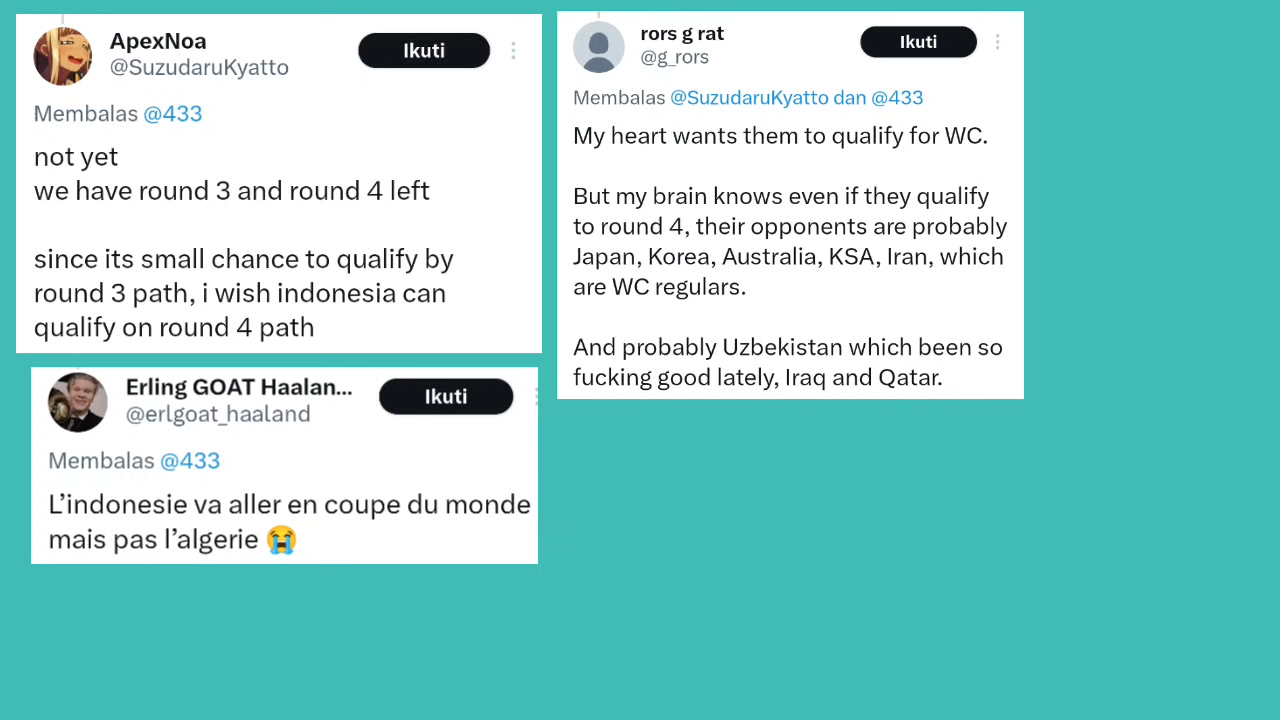 ApexNoa
@SuzudaruKyatto
Ikuti
Membalas @433
not yet
we have round 3 and round 4 left
since its small chance to qualify by
round 3 path, i wish indonesia can
qualify on round 4 path
Erling GOAT Haalan...
@erlgoat_haaland
Ikuti
Membalas @433
L’indonesie va aller en coupe du monde
mais pas l’algerie 😭
rors g rat
@g_rors
Ikuti
Membalas @SuzudaruKyatto dan @433
My heart wants them to qualify for WC.
But my brain knows even if they qualify
to round 4, their opponents are probably
Japan, Korea, Australia, KSA, Iran, which
are WC regulars.
And probably Uzbekistan which been so
fucking good lately, Iraq and Qatar.